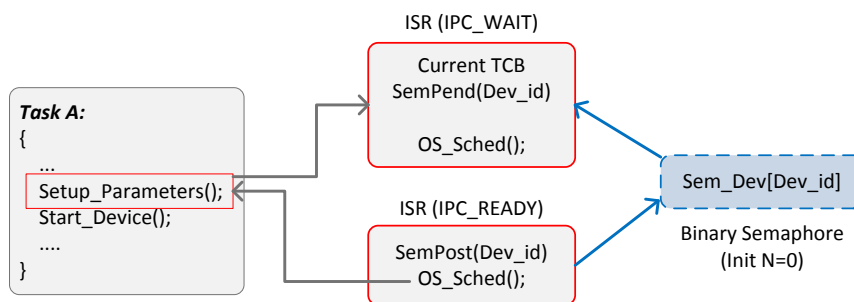 Task A:
{
...
Setup_Parameters();
Start_Device();
....
}
ISR (IPC_WAIT)
Current TCB
SemPend(Dev_id)
OS_Sched();
ISR (IPC_READY)
SemPost(Dev_id)
OS_Sched();
Sem_Dev[Dev_id]
Binary Semaphore
(Init N=0)